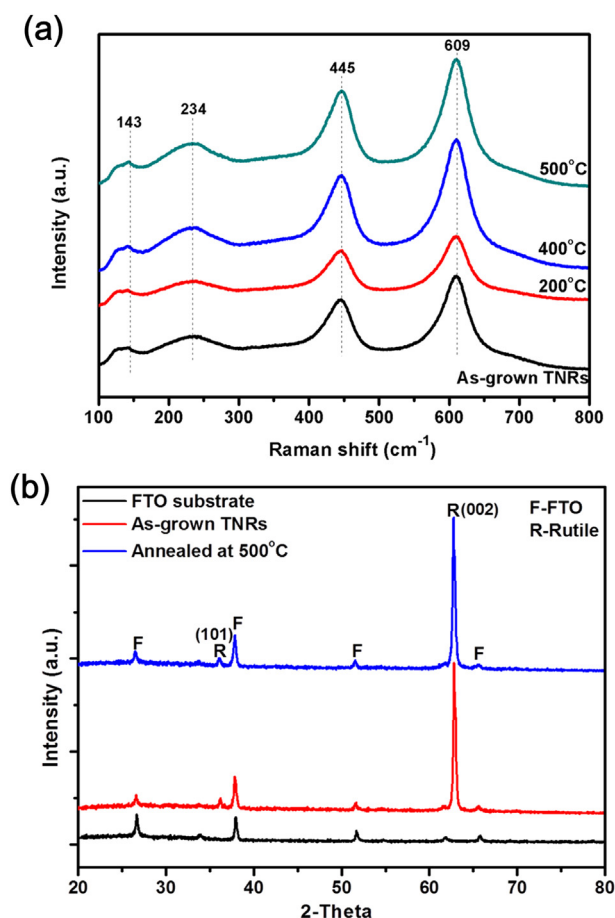 (a)
143
234
445
609
500°C
400°C
200°C
As-grown TNRs
Intensity (a.u.)
100 200 300 400 500 600 700 800
Raman shift (cm⁻¹)
(b)
FTO substrate
As-grown TNRs
Annealed at 500°C
R(002)
F-FTO
R-Rutile
F
(101)
R
F
F
F
Intensity (a.u.)
20 30 40 50 60 70 80
2-Theta